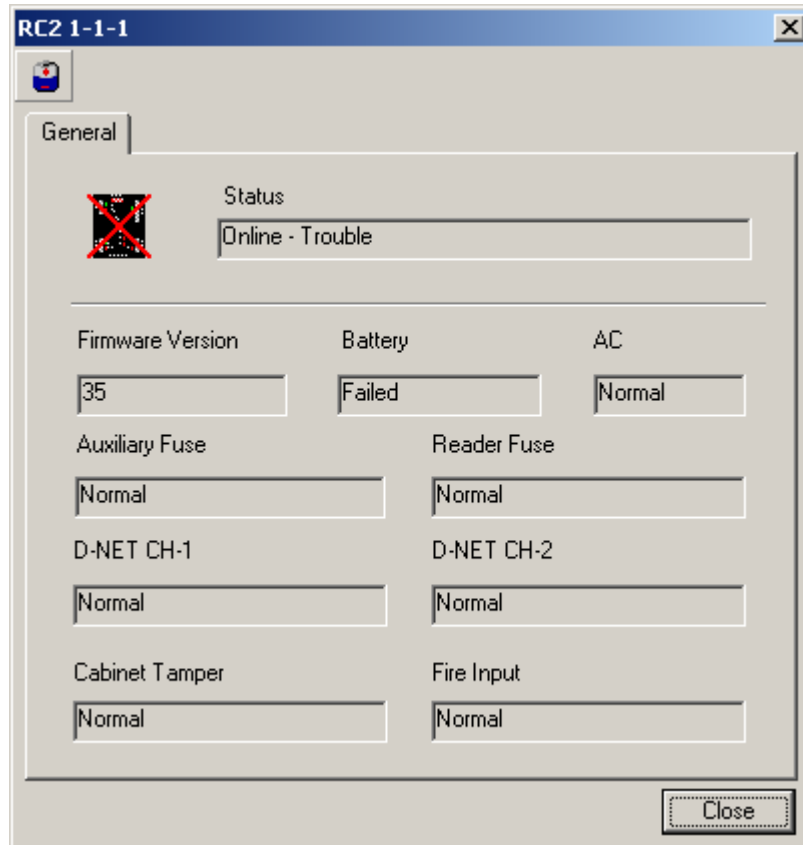 RC2 1-1-1
General
Status
Online - Trouble
Firmware Version Battery AC
35 Failed Normal
Auxiliary Fuse Reader Fuse
Normal Normal
D-NET CH-1 D-NET CH-2
Normal Normal
Cabinet Tamper Fire Input
Normal Normal
Close